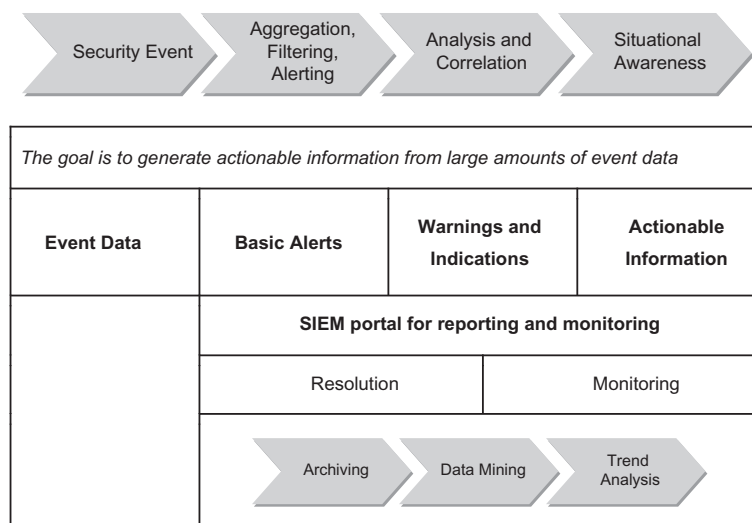 Security Event
Aggregation,
Filtering,
Alerting
Analysis and
Correlation
Situational
Awareness
The goal is to generate actionable information from large amounts of event data
Event Data
Basic Alerts
Warnings and
Indications
Actionable
Information
SIEM portal for reporting and monitoring
Resolution
Monitoring
Archiving
Data Mining
Trend
Analysis